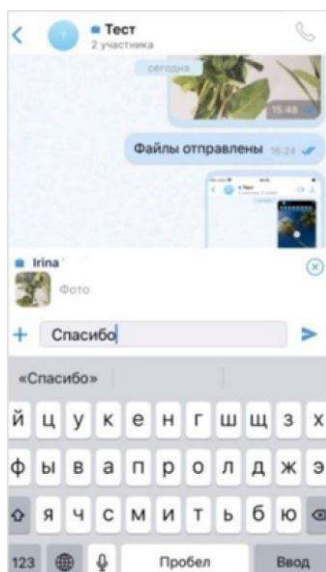 Тест
2 участника
сегодня
15:48
Файлы отправлены 16:24
Irina
Фото
Спасибо
«Спасибо»
й ц у к е н г ш щ з х
ф ы в а п р о л д ж э
я ч с м и т ь б ю
123 Пробел Ввод